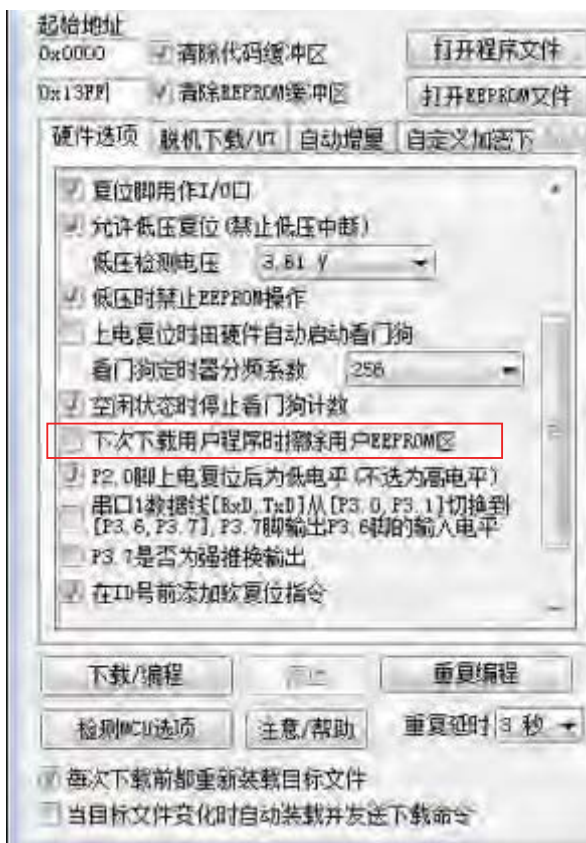 起始地址
0x0000 清除代码缓冲区 打开程序文件
0x13FF 清除EEPROM缓冲区 打开EEPROM文件
硬件选项 脱机下载/U7 自动增量 自定义加密下
复位脚用作I/O口
允许低压复位(禁止低压中断)
低压检测电压 3.61 V
低压时禁止EEPROM操作
上电复位时由硬件自动启动看门狗
看门狗定时器分频系数 256
空闲状态时停止看门狗计数
下次下载用户程序时擦除用户EEPROM区
P2.0脚上电复位后为低电平(不选为高电平)
串口1数据线[RxD,TxD]从[P3.0,P3.1]切换到
[P3.6,P3.7],P3.7脚输出P3.6脚的输入电平
P3.7是否为强推换输出
在ID号前添加软复位指令
下载/编程 停止 重复编程
检测MCU选项 注意/帮助 重复延时 3 秒
每次下载前都重新装载目标文件
当目标文件变化时自动装载并发送下载命令